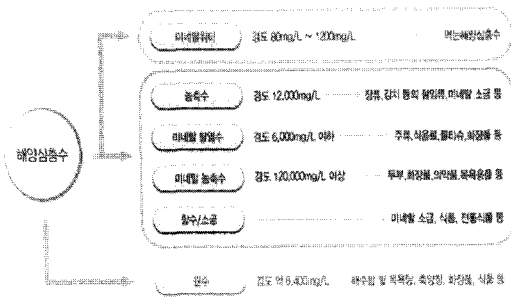 해양심층수
미네랄워터 경도 80mg/L ~ 1200mg/L 먹는해양심층수
농축수 경도 12,000mg/L 장류, 김치 등의 절임류, 미네랄 소금 등
미네랄 탈염수 경도 6,000mg/L 이하 주류, 식음료, 화장품 등
미네랄 농축수 경도 120,000mg/L 이상 두부, 화장품, 의약품, 목욕용품 등
함수/소금 미네랄 소금, 식품, 전통식품 등
원수 경도 약 6,400mg/L 해수탕 및 목욕탕, 축양장, 화장품, 식품 등